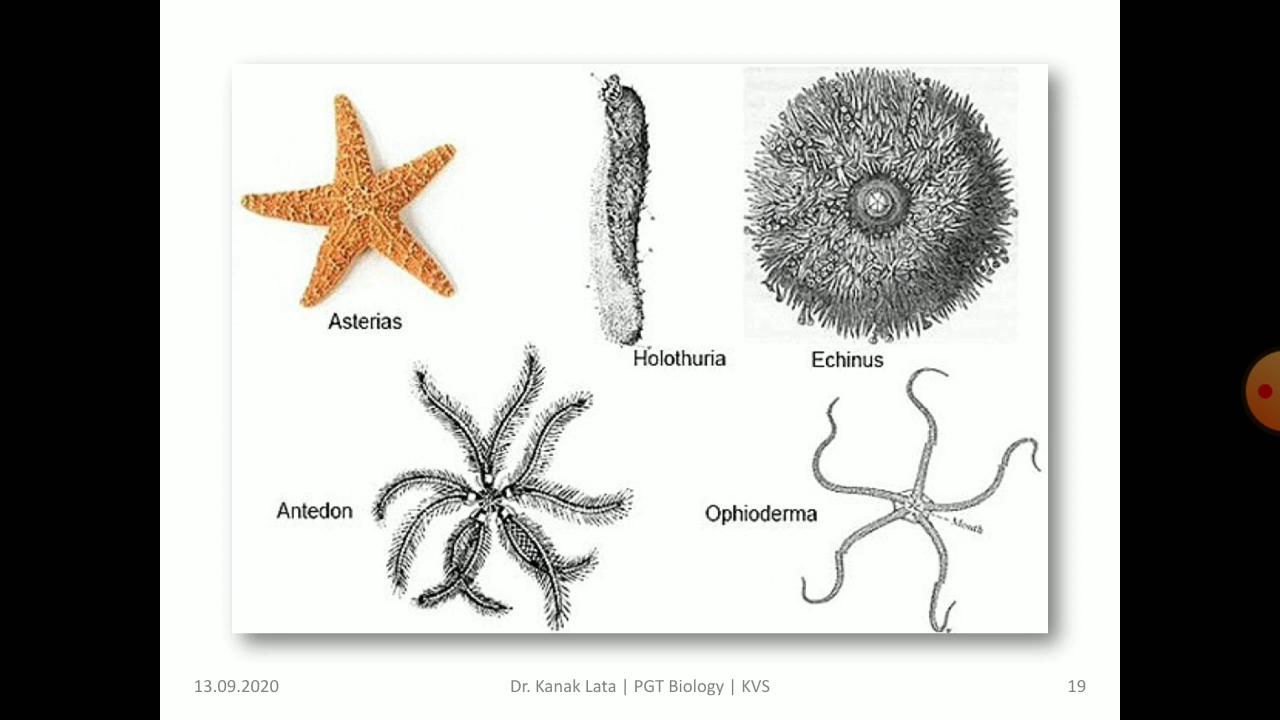 Asterias
Holothuria
Echinus
Antedon
Ophioderma
Mouth
13.09.2020
Dr. Kanak Lata | PGT Biology | KVS
19